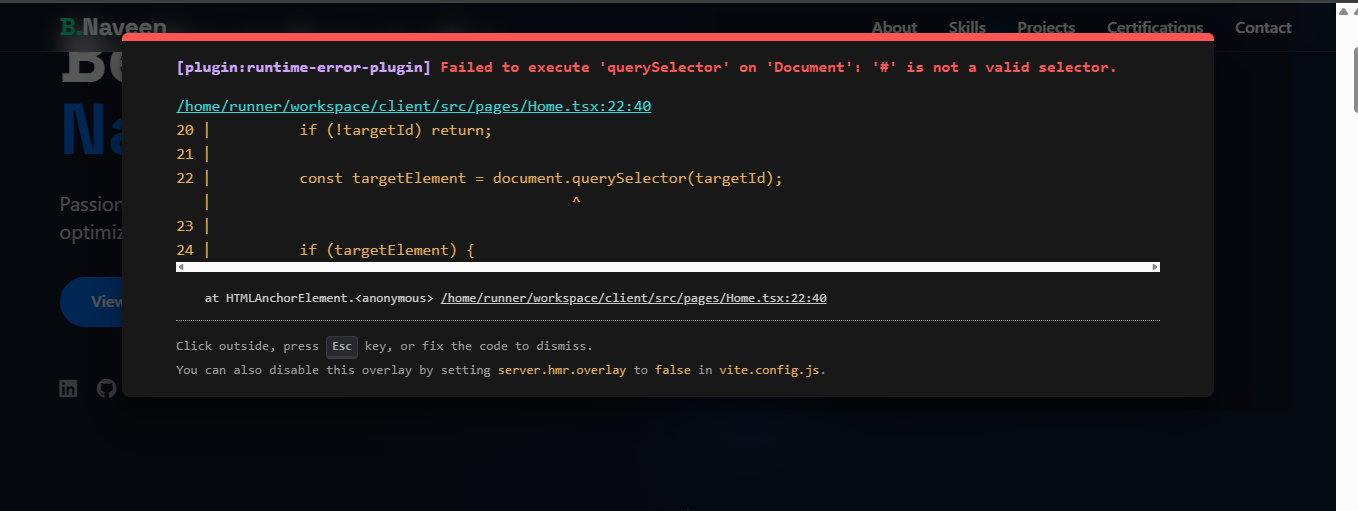 B.Naveen
About Skills Projects Certifications Contact
[plugin:runtime-error-plugin] Failed to execute 'querySelector' on 'Document': '#' is not a valid selector.
/home/runner/workspace/client/src/pages/Home.tsx:22:40
20 | if (!targetId) return;
21 |
22 | const targetElement = document.querySelector(targetId);
| ^
23 |
24 | if (targetElement) {
at HTMLAnchorElement.<anonymous> /home/runner/workspace/client/src/pages/Home.tsx:22:40
Click outside, press Esc key, or fix the code to dismiss.
You can also disable this overlay by setting server.hmr.overlay to false in vite.config.js.
View